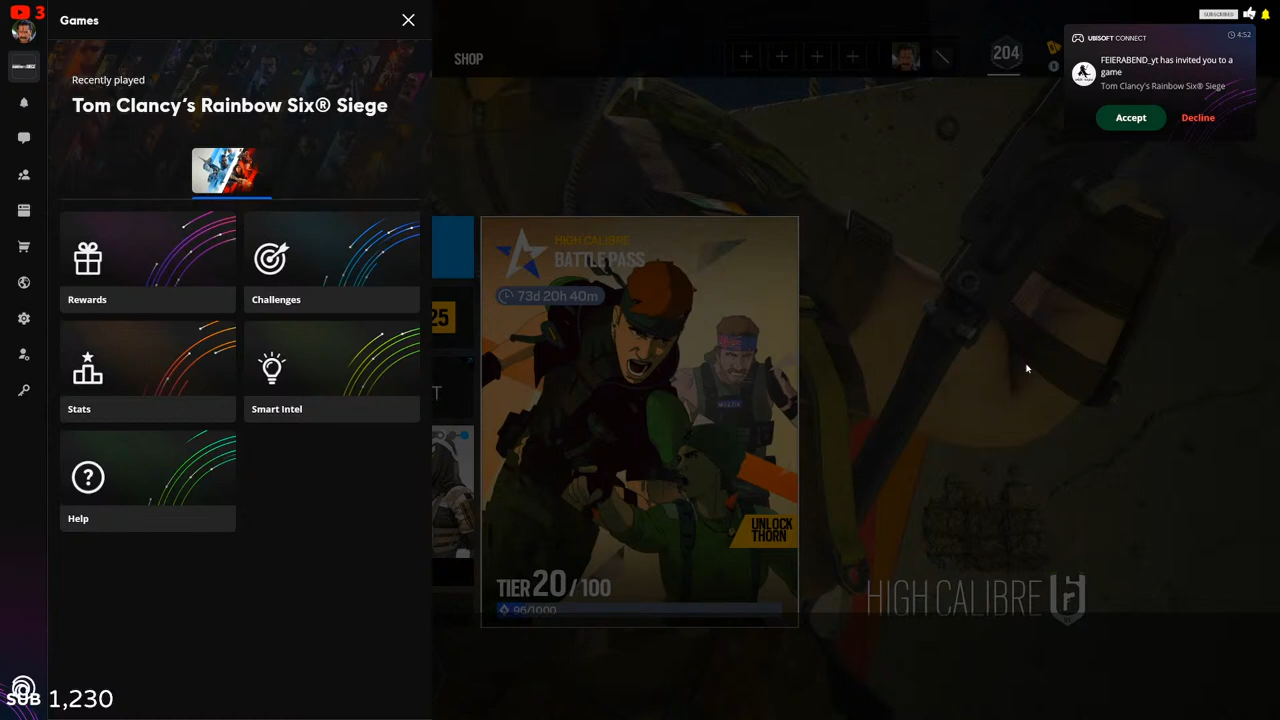 3
Games
Recently played
Tom Clancy's Rainbow Six® Siege
Rewards
Challenges
Stats
Smart Intel
Help
SUB 1,230
SHOP
204
25
T
HIGH CALIBRE
BATTLE PASS
73d 20h 40m
UNLOCK
THORN
TIER 20/100
96/1000
HIGH CALIBRE
SUBSCRIBED
UBISOFT CONNECT
4:52
FEIERABEND_yt has invited you to a
game
Tom Clancy's Rainbow Six® Siege
Accept
Decline